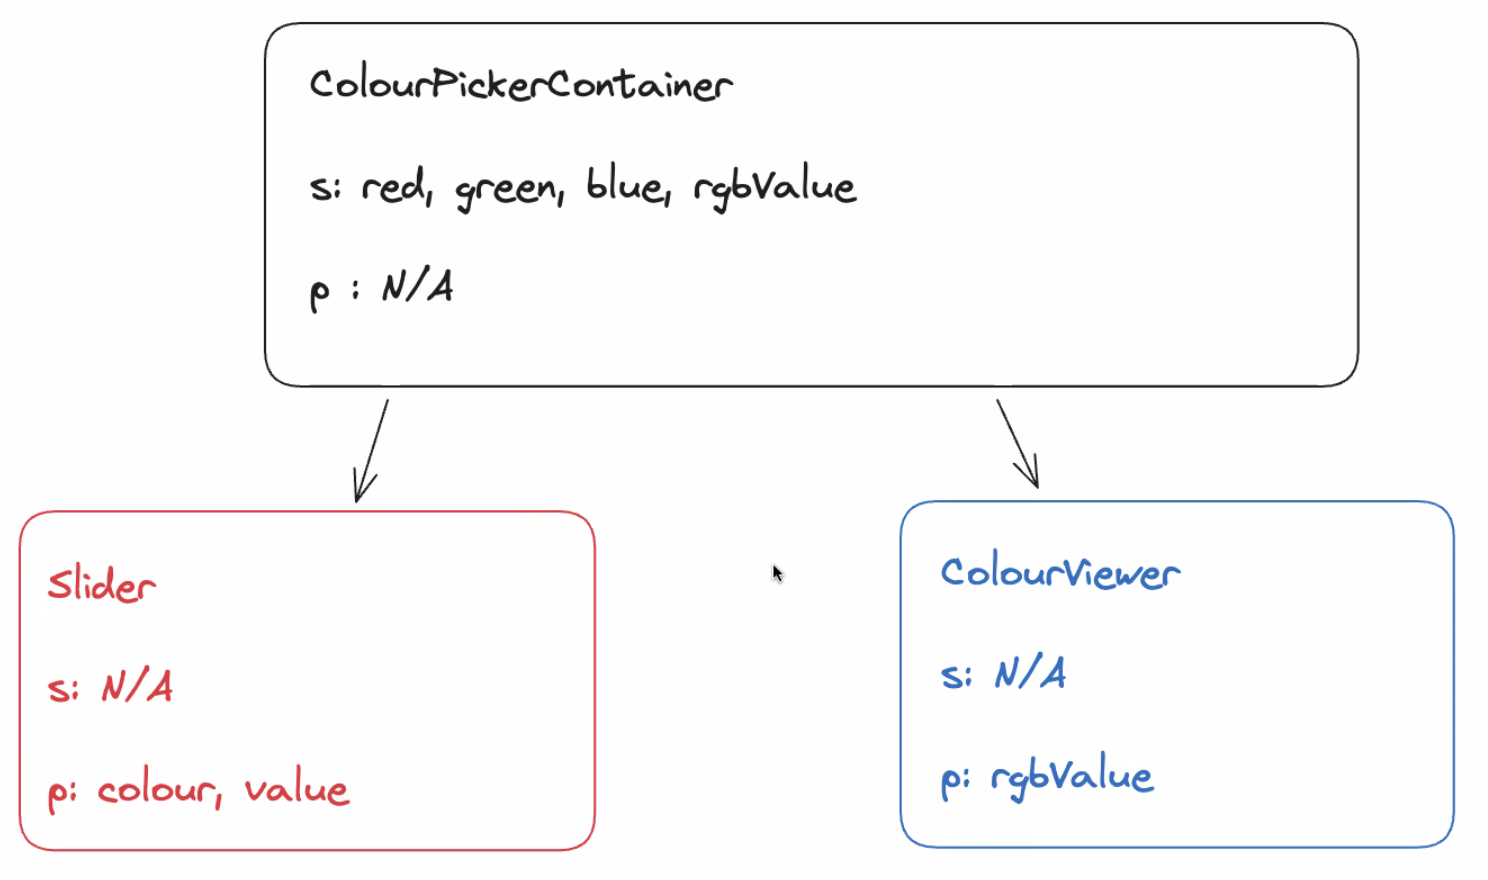 ColourPickerContainer
s: red, green, blue, rgbValue
p : N/A
Slider
s: N/A
p: colour, value
ColourViewer
s: N/A
p: rgbValue